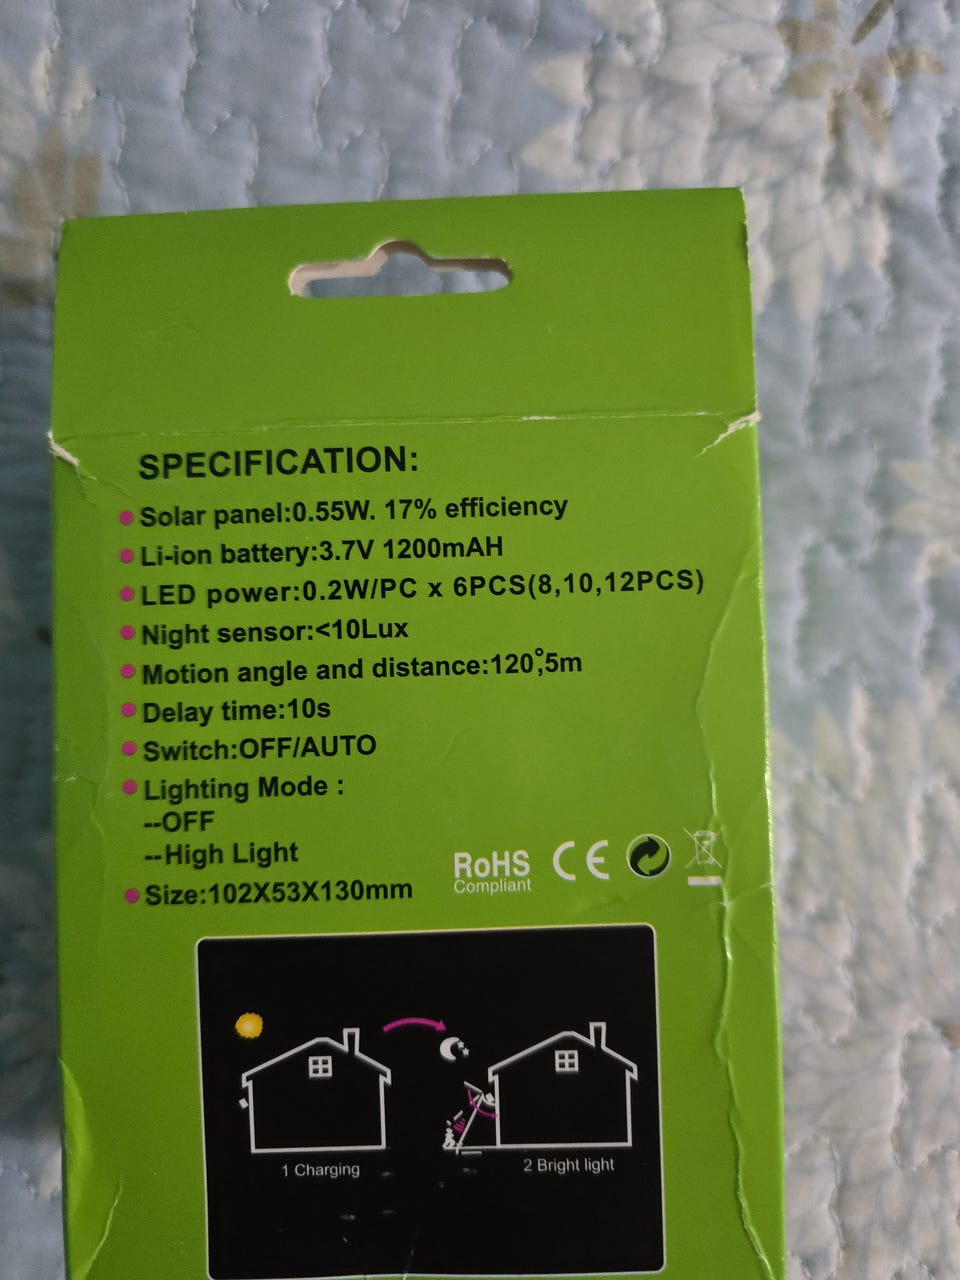 SPECIFICATION:
Solar panel:0.55W. 17% efficiency
Li-ion battery:3.7V 1200mAH
LED power:0.2W/PC x 6PCS(8,10,12PCS)
Night sensor:<10Lux
Motion angle and distance:120°,5m
Delay time:10s
Switch:OFF/AUTO
Lighting Mode :
--OFF
--High Light
Size:102X53X130mm
RoHS
Compliant
CE
1 Charging
2 Bright light